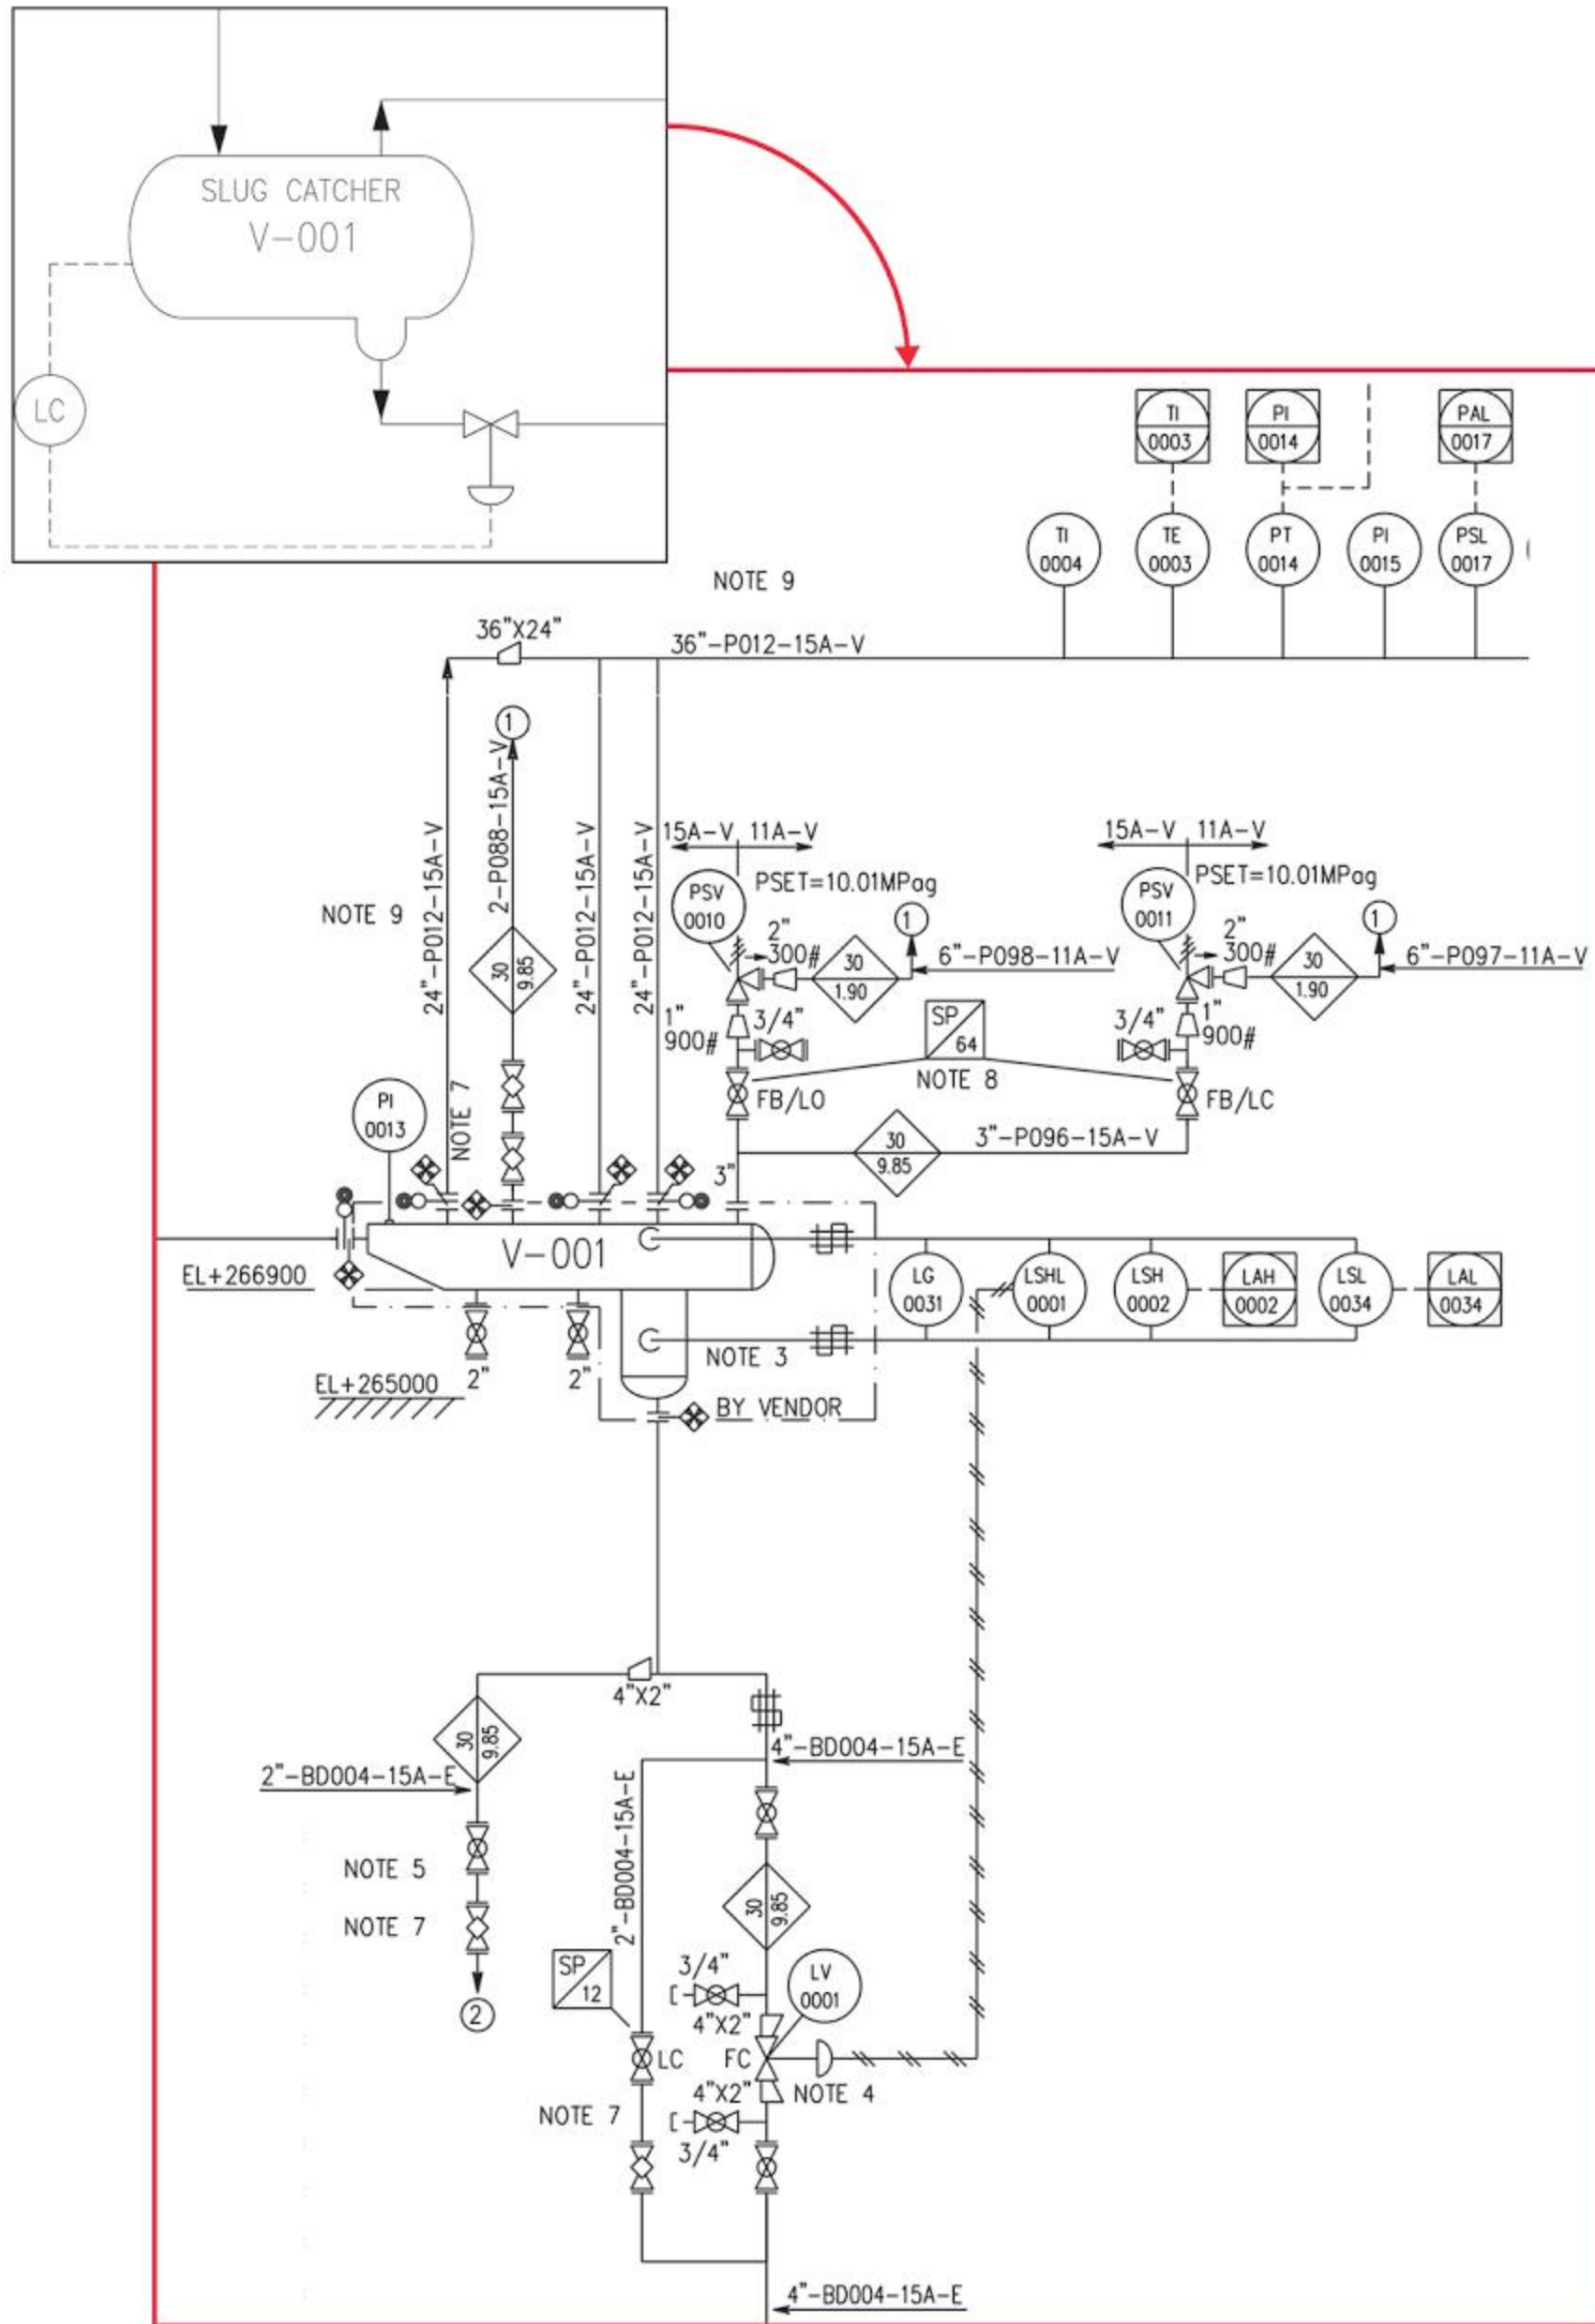 SLUG CATCHER
V-001
LC
TI
0003
PI
0014
PAL
0017
TI
0004
TE
0003
PT
0014
PI
0015
PSL
0017
NOTE 9
36"X24"
36"-P012-15A-V
1
2-P088-15A-V
24"-P012-15A-V
24"-P012-15A-V
24"-P012-15A-V
NOTE 9
30
9.85
15A-V 11A-V
PSV
0010
PSET=10.01MPag
2"
300#
30
1.90
1
6"-P098-11A-V
1"
900#
3/4"
FB/LO
15A-V 11A-V
PSV
0011
PSET=10.01MPag
2"
300#
30
1.90
1
6"-P097-11A-V
3/4"
1"
900#
FB/LC
SP
64
NOTE 8
30
9.85
3"-P096-15A-V
3"
PI
0013
NOTE 7
V-001
EL+266900
LG
0031
LSHL
0001
LSH
0002
LAH
0002
LSL
0034
LAL
0034
NOTE 3
2"
2"
EL+265000
BY VENDOR
4"X2"
30
9.85
2"-BD004-15A-E
4"-BD004-15A-E
2"-BD004-15A-E
NOTE 5
NOTE 7
2
30
9.85
SP
12
3/4"
LV
0001
4"X2"
LC
FC
4"X2"
NOTE 4
NOTE 7
3/4"
4"-BD004-15A-E